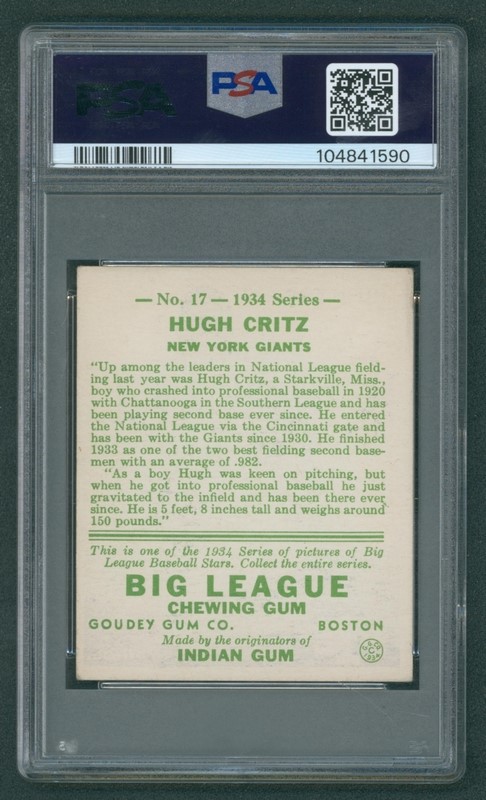 PSA
PSA
104841590
— No. 17 — 1934 Series —
HUGH CRITZ
NEW YORK GIANTS
"Up among the leaders in National League field-
ing last year was Hugh Critz, a Starkville, Miss.,
boy who crashed into professional baseball in 1920
with Chattanooga in the Southern League and has
been playing second base ever since. He entered
the National League via the Cincinnati gate and
has been with the Giants since 1930. He finished
1933 as one of the two best fielding second base-
men with an average of .982.
"As a boy Hugh was keen on pitching, but
when he got into professional baseball he just
gravitated to the infield and has been there ever
since. He is 5 feet, 8 inches tall and weighs around
150 pounds."
This is one of the 1934 Series of pictures of Big
League Baseball Stars. Collect the entire series.
BIG LEAGUE
CHEWING GUM
GOUDEY GUM CO. BOSTON
Made by the originators of
INDIAN GUM